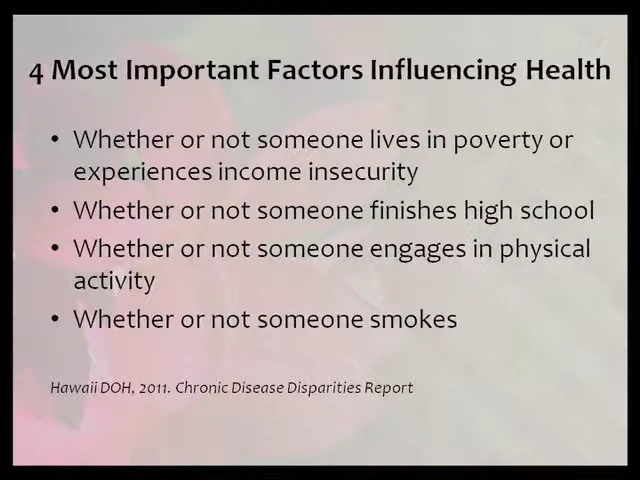 4 Most Important Factors Influencing Health
• Whether or not someone lives in poverty or
experiences income insecurity
• Whether or not someone finishes high school
• Whether or not someone engages in physical
activity
• Whether or not someone smokes
Hawaii DOH, 2011. Chronic Disease Disparities Report